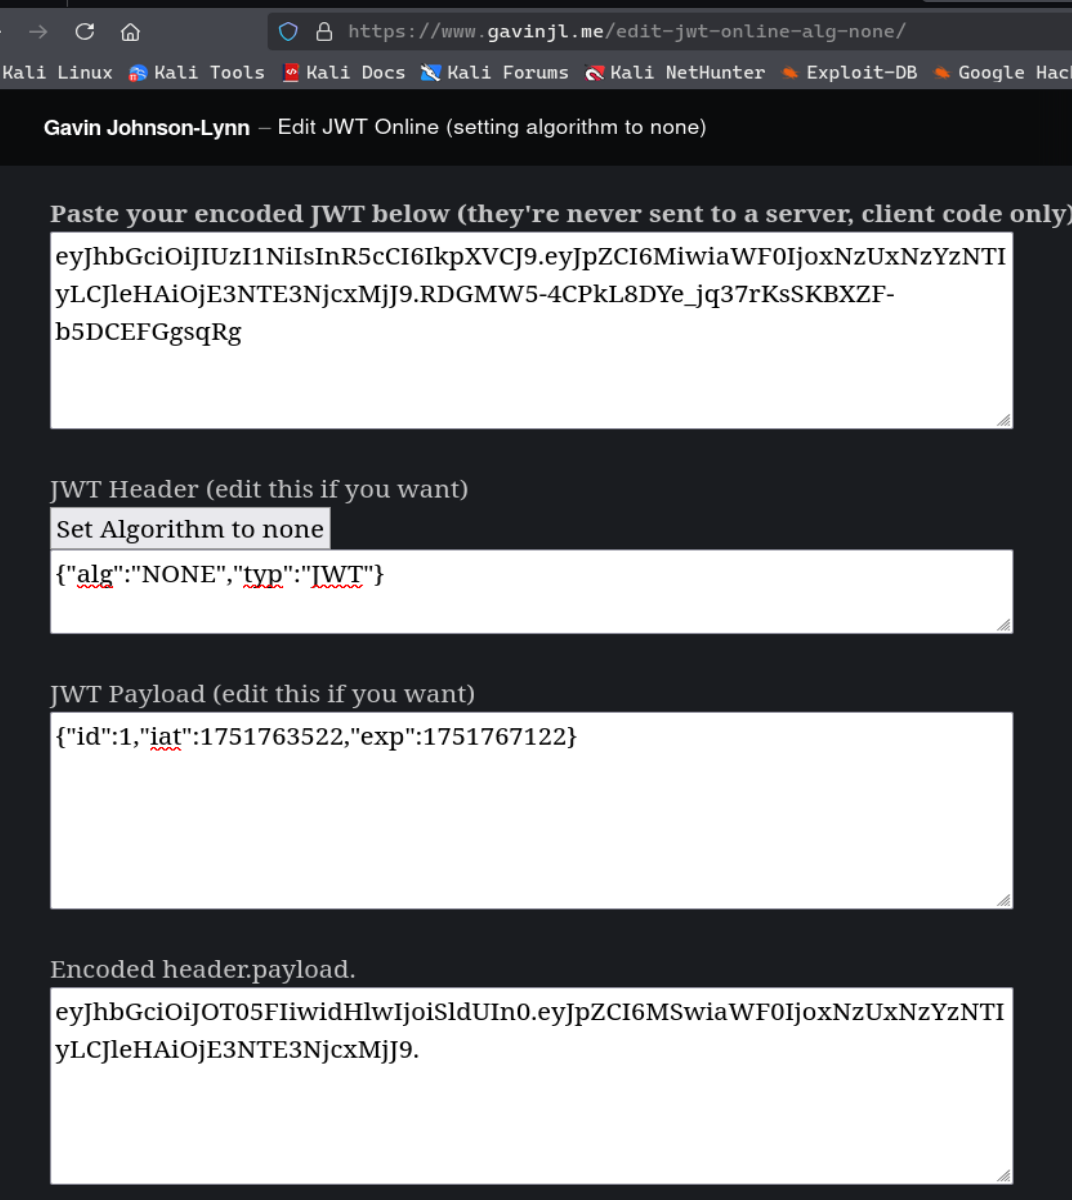 https://www.gavinjl.me/edit-jwt-online-alg-none/
Kali Linux Kali Tools Kali Docs Kali Forums Kali NetHunter Exploit-DB Google Hac
Gavin Johnson-Lynn – Edit JWT Online (setting algorithm to none)
Paste your encoded JWT below (they're never sent to a server, client code only)
eyJhbGciOiJIUzI1NiIsInR5cCI6IkpXVCJ9.eyJpZCI6MiwiaWF0IjoxNzUxNzYzNTI
yLCJleHAiOjE3NTE3NjcxMjJ9.RDGMW5-4CPkL8DYe_jq37rKsSKBXZF-
b5DCEFGgsqRg
JWT Header (edit this if you want)
Set Algorithm to none
{"alg":"NONE","typ":"JWT"}
JWT Payload (edit this if you want)
{"id":1,"iat":1751763522,"exp":1751767122}
Encoded header.payload.
eyJhbGciOiJOT05FIiwidHlwIjoiSldUIn0.eyJpZCI6MSwiaWF0IjoxNzUxNzYzNTI
yLCJleHAiOjE3NTE3NjcxMjJ9.